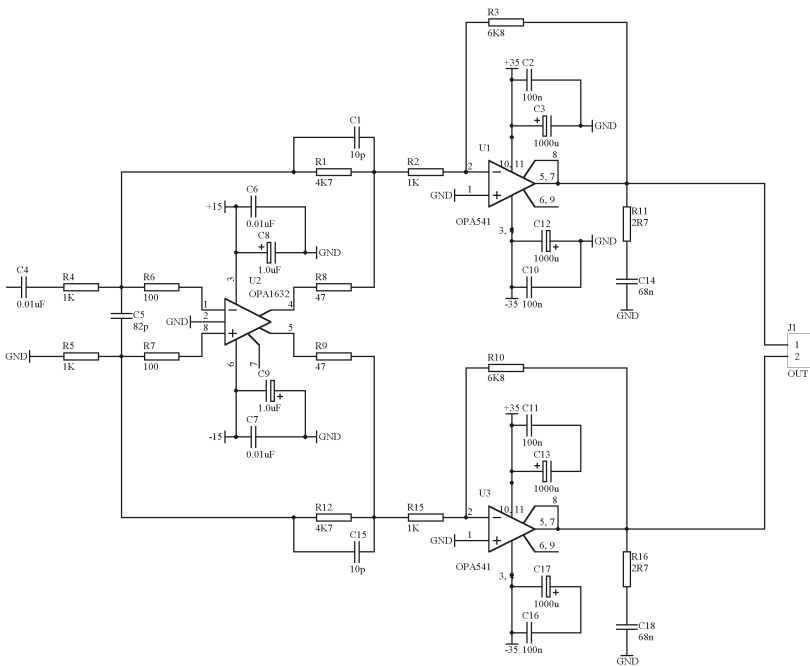 R3
6K8
+35
C2
100n
C3
+
GND
1000u
C1
10p
U1
8
10, 11
R1
4K7
R2
1K
2
5, 7
GND
1
6, 9
OPA541
C6
+15
0.01uF
C8
+
GND
1.0uF
3
R11
2R7
3,
C12
GND
+
1000u
C10
-35
100n
C14
68n
GND
C4
0.01uF
R4
1K
R6
100
U2
OPA1632
R8
47
4
1
C5
82p
GND
2
8
5
GND
R5
1K
R7
100
6
7
R9
47
C9
+
1.0uF
C7
-15
GND
0.01uF
J1
1
2
OUT
R10
6K8
+35
C11
100n
C13
+
1000u
U3
8
10, 11
R12
4K7
R15
1K
2
5, 7
C15
10p
GND
1
6, 9
OPA541
R16
2R7
3,
C17
+
1000u
C16
-35
100n
C18
68n
GND